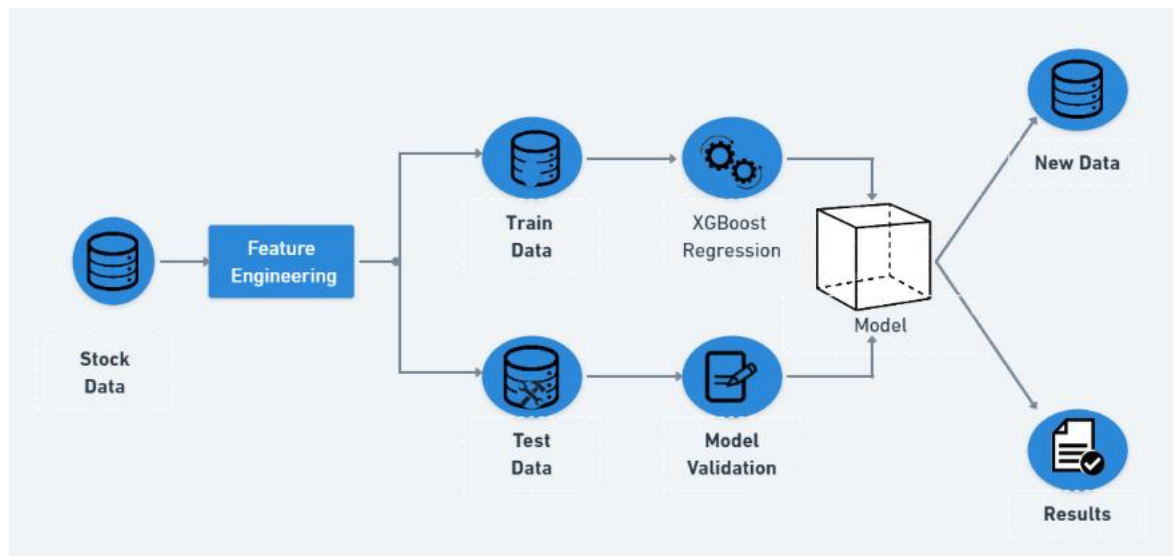 Stock
Data
Feature
Engineering
Train
Data
XGBoost
Regression
Test
Data
Model
Validation
Model
New Data
Results